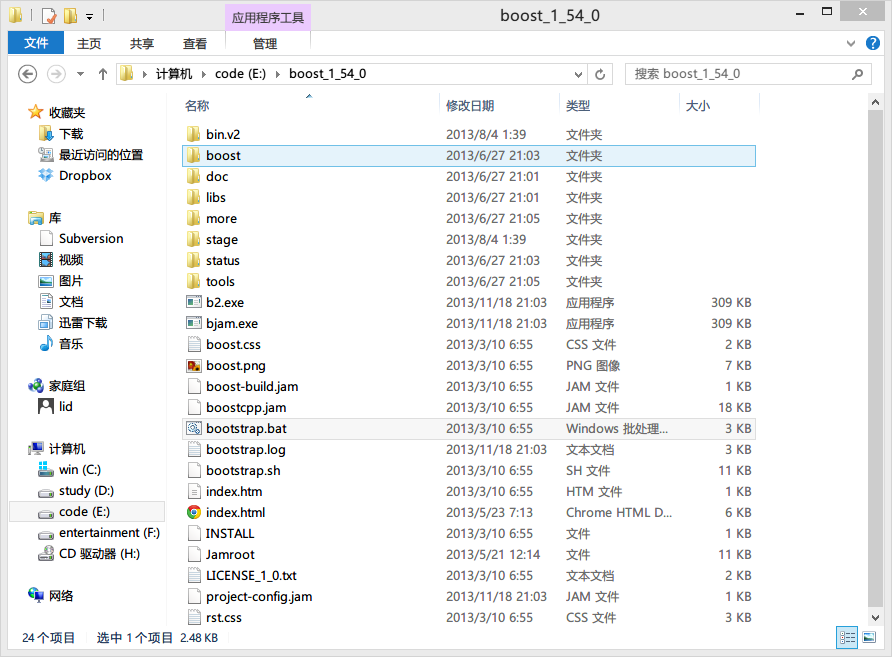 应用程序工具
boost_1_54_0
文件 主页 共享 查看 管理
计算机 code (E:) boost_1_54_0
搜索 boost_1_54_0
收藏夹
下载
最近访问的位置
Dropbox
库
Subversion
视频
图片
文档
迅雷下载
音乐
家庭组
lid
计算机
win (C:)
study (D:)
code (E:)
entertainment (F:)
CD 驱动器 (H:)
网络
名称 修改日期 类型 大小
bin.v2 2013/8/4 1:39 文件夹
boost 2013/6/27 21:03 文件夹
doc 2013/6/27 21:01 文件夹
libs 2013/6/27 21:01 文件夹
more 2013/6/27 21:05 文件夹
stage 2013/8/4 1:39 文件夹
status 2013/6/27 21:03 文件夹
tools 2013/6/27 21:05 文件夹
b2.exe 2013/11/18 21:03 应用程序 309 KB
bjam.exe 2013/11/18 21:03 应用程序 309 KB
boost.css 2013/3/10 6:55 CSS 文件 2 KB
boost.png 2013/3/10 6:55 PNG 图像 7 KB
boost-build.jam 2013/3/10 6:55 JAM 文件 1 KB
boostcpp.jam 2013/3/10 6:55 JAM 文件 18 KB
bootstrap.bat 2013/3/10 6:55 Windows 批处理... 3 KB
bootstrap.log 2013/11/18 21:03 文本文档 3 KB
bootstrap.sh 2013/3/10 6:55 SH 文件 11 KB
index.htm 2013/3/10 6:55 HTM 文件 1 KB
index.html 2013/5/23 7:13 Chrome HTML D... 6 KB
INSTALL 2013/3/10 6:55 文件 1 KB
Jamroot 2013/5/21 12:14 文件 11 KB
LICENSE_1_0.txt 2013/3/10 6:55 文本文档 2 KB
project-config.jam 2013/11/18 21:03 JAM 文件 1 KB
rst.css 2013/3/10 6:55 CSS 文件 3 KB
24 个项目 选中 1 个项目 2.48 KB